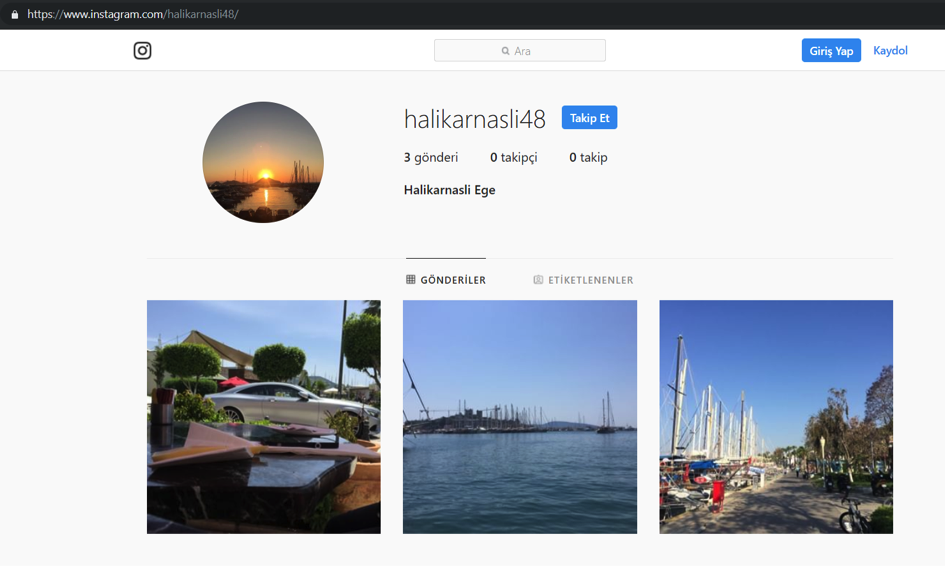 https://www.instagram.com/halikarnasli48/
Ara
Giriş Yap
Kaydol
halikarnasli48
Takip Et
3 gönderi 0 takipçi 0 takip
Halikarnasli Ege
GÖNDERİLER
ETİKETLENENLER